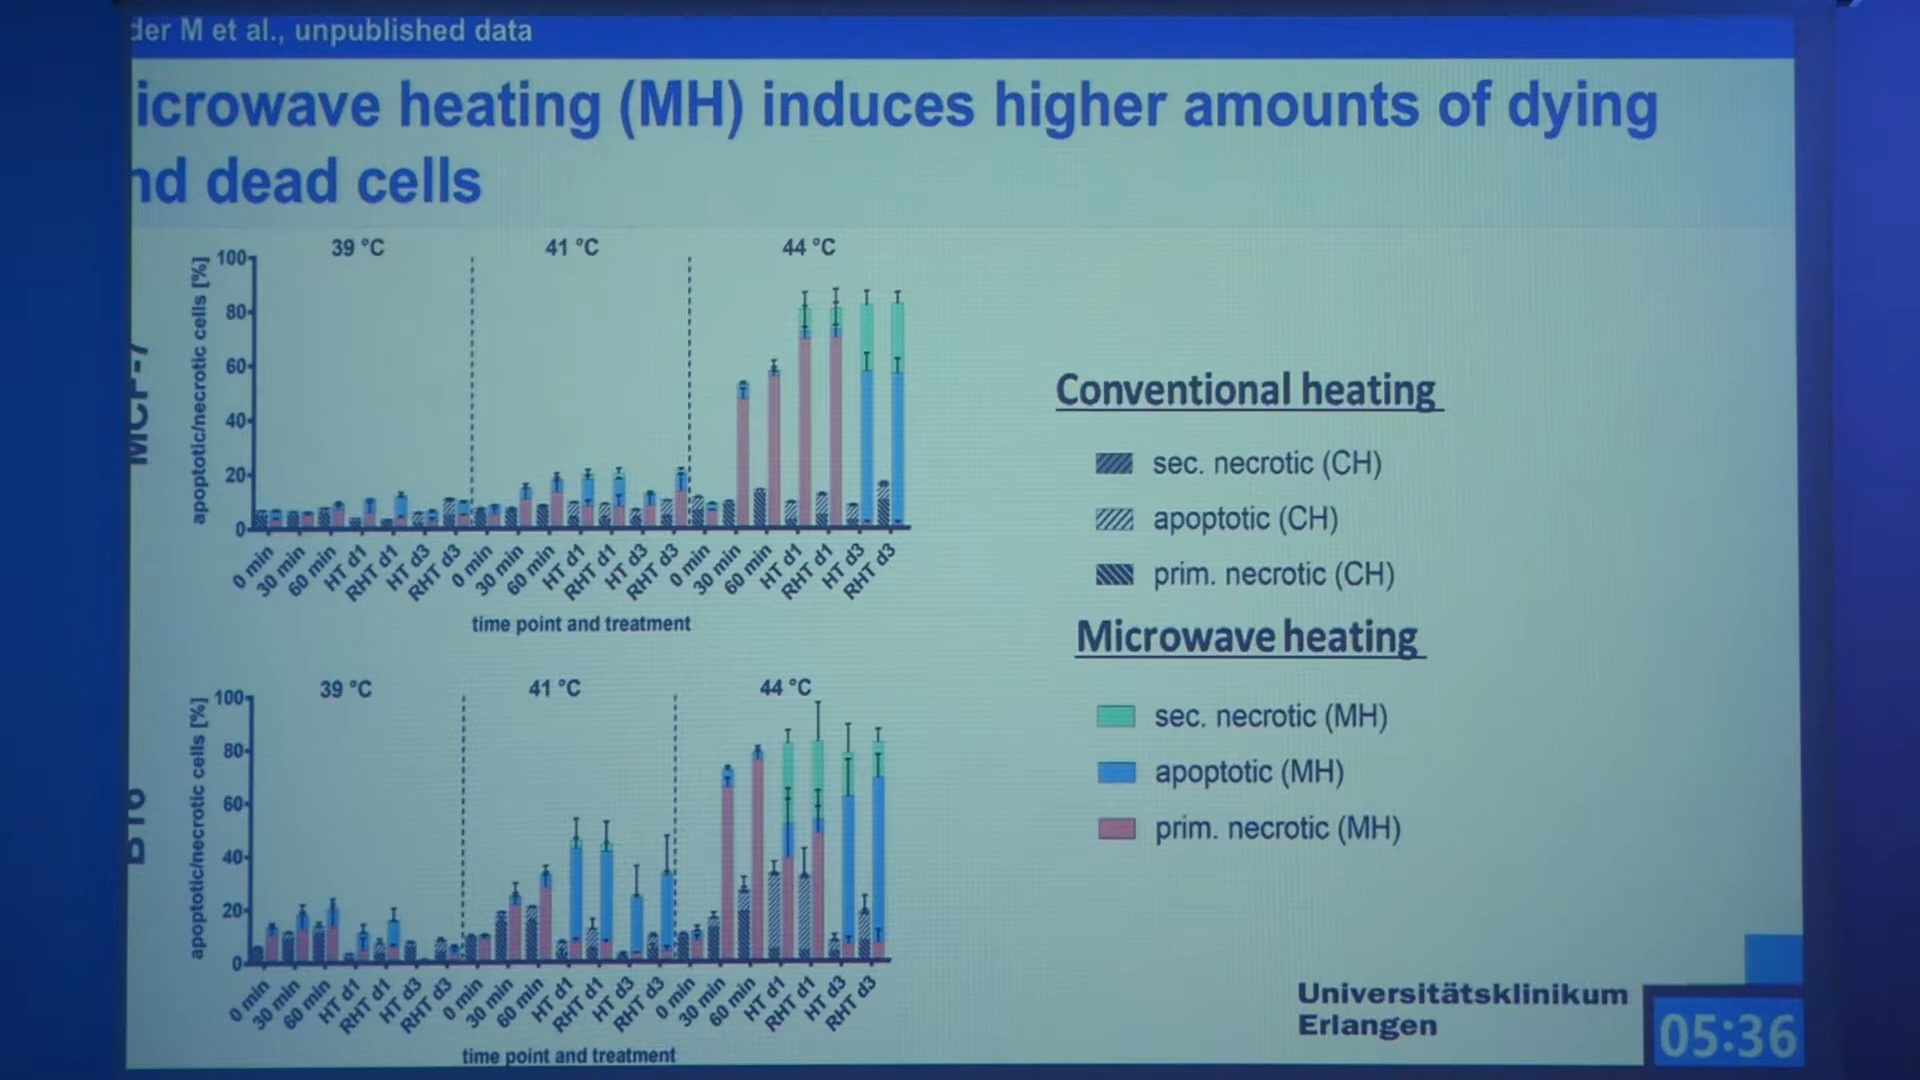 der M et al., unpublished data
icrowave heating (MH) induces higher amounts of dying
nd dead cells
MCF-7
apoptotic/necrotic cells [%]
39 °C 41 °C 44 °C
100
80
60
40
20
0
0 min 30 min 60 min HT d1 RHT d1 HT d3 RHT d3 0 min 30 min 60 min HT d1 RHT d1 HT d3 RHT d3 0 min 30 min 60 min HT d1 RHT d1 HT d3 RHT d3
time point and treatment
B16
apoptotic/necrotic cells [%]
39 °C 41 °C 44 °C
100
80
60
40
20
0
0 min 30 min 60 min HT d1 RHT d1 HT d3 RHT d3 0 min 30 min 60 min HT d1 RHT d1 HT d3 RHT d3 0 min 30 min 60 min HT d1 RHT d1 HT d3 RHT d3
time point and treatment
Conventional heating
sec. necrotic (CH)
apoptotic (CH)
prim. necrotic (CH)
Microwave heating
sec. necrotic (MH)
apoptotic (MH)
prim. necrotic (MH)
Universitätsklinikum
Erlangen
05:36